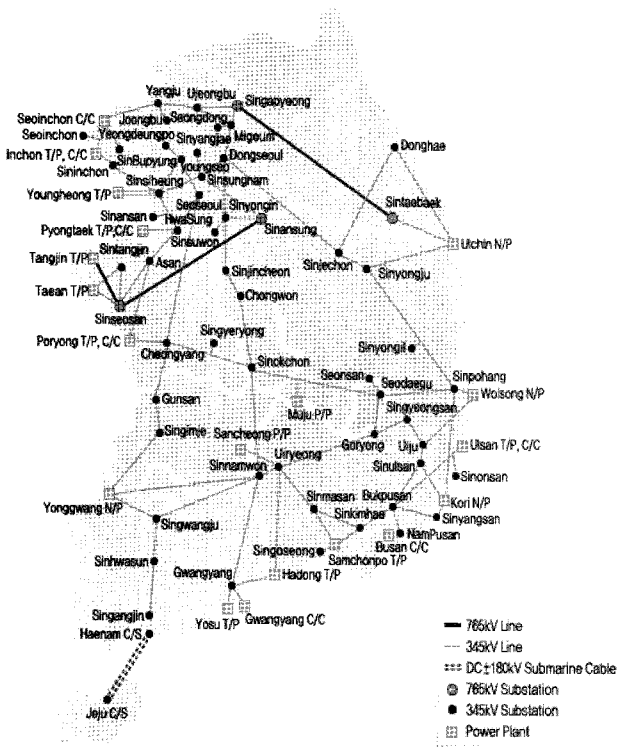 Yangju
Ujeongbu
Singapyeong
Seoinchon C/C
Joongbu
Seongdong
Seoinchon
Yeongdeungpo
Sinyangjae
Migeum
Donghae
Inchon T/P, C/C
SinBupyung
Youngseo
Dongseoul
Sininchon
Sinsiheung
Sinsungnam
Youngheong T/P
Seoseoul
Sinyongin
Sintaebaek
Sinansan
HwaSung
Sinansung
Pyongtaek T/P,C/C
Sinsuwon
Ulchin N/P
Sintangjin
Tangjin T/P
Asan
Sinjincheon
Sinjechon
Sinyongju
Taean T/P
Chongwon
Sinseosan
Poryong T/P, C/C
Singyeryong
Sinyongil
Cheongyang
Sinokchon
Seonsan
Seodaegu
Sinpohang
Wolsong N/P
Gunsan
Muju P/P
Singyeongsan
Singimje
Sancheong P/P
Goryong
Uiju
Ulsan T/P, C/C
Uiryeong
Sinnamwon
Sinulsan
Sinonsan
Yonggwang N/P
Sinmasan
Bukpusan
Kori N/P
Singwangju
Sinkimhae
Sinyangsan
NamPusan
Sinhwasun
Singoseong
Busan C/C
Gwangyang
Samchonpo T/P
Hadong T/P
Singangjin
Yosu T/P
Gwangyang C/C
Haenam C/S
Jeju C/S
765kV Line
345kV Line
DC±180kV Submarine Cable
765kV Substation
345kV Substation
Power Plant